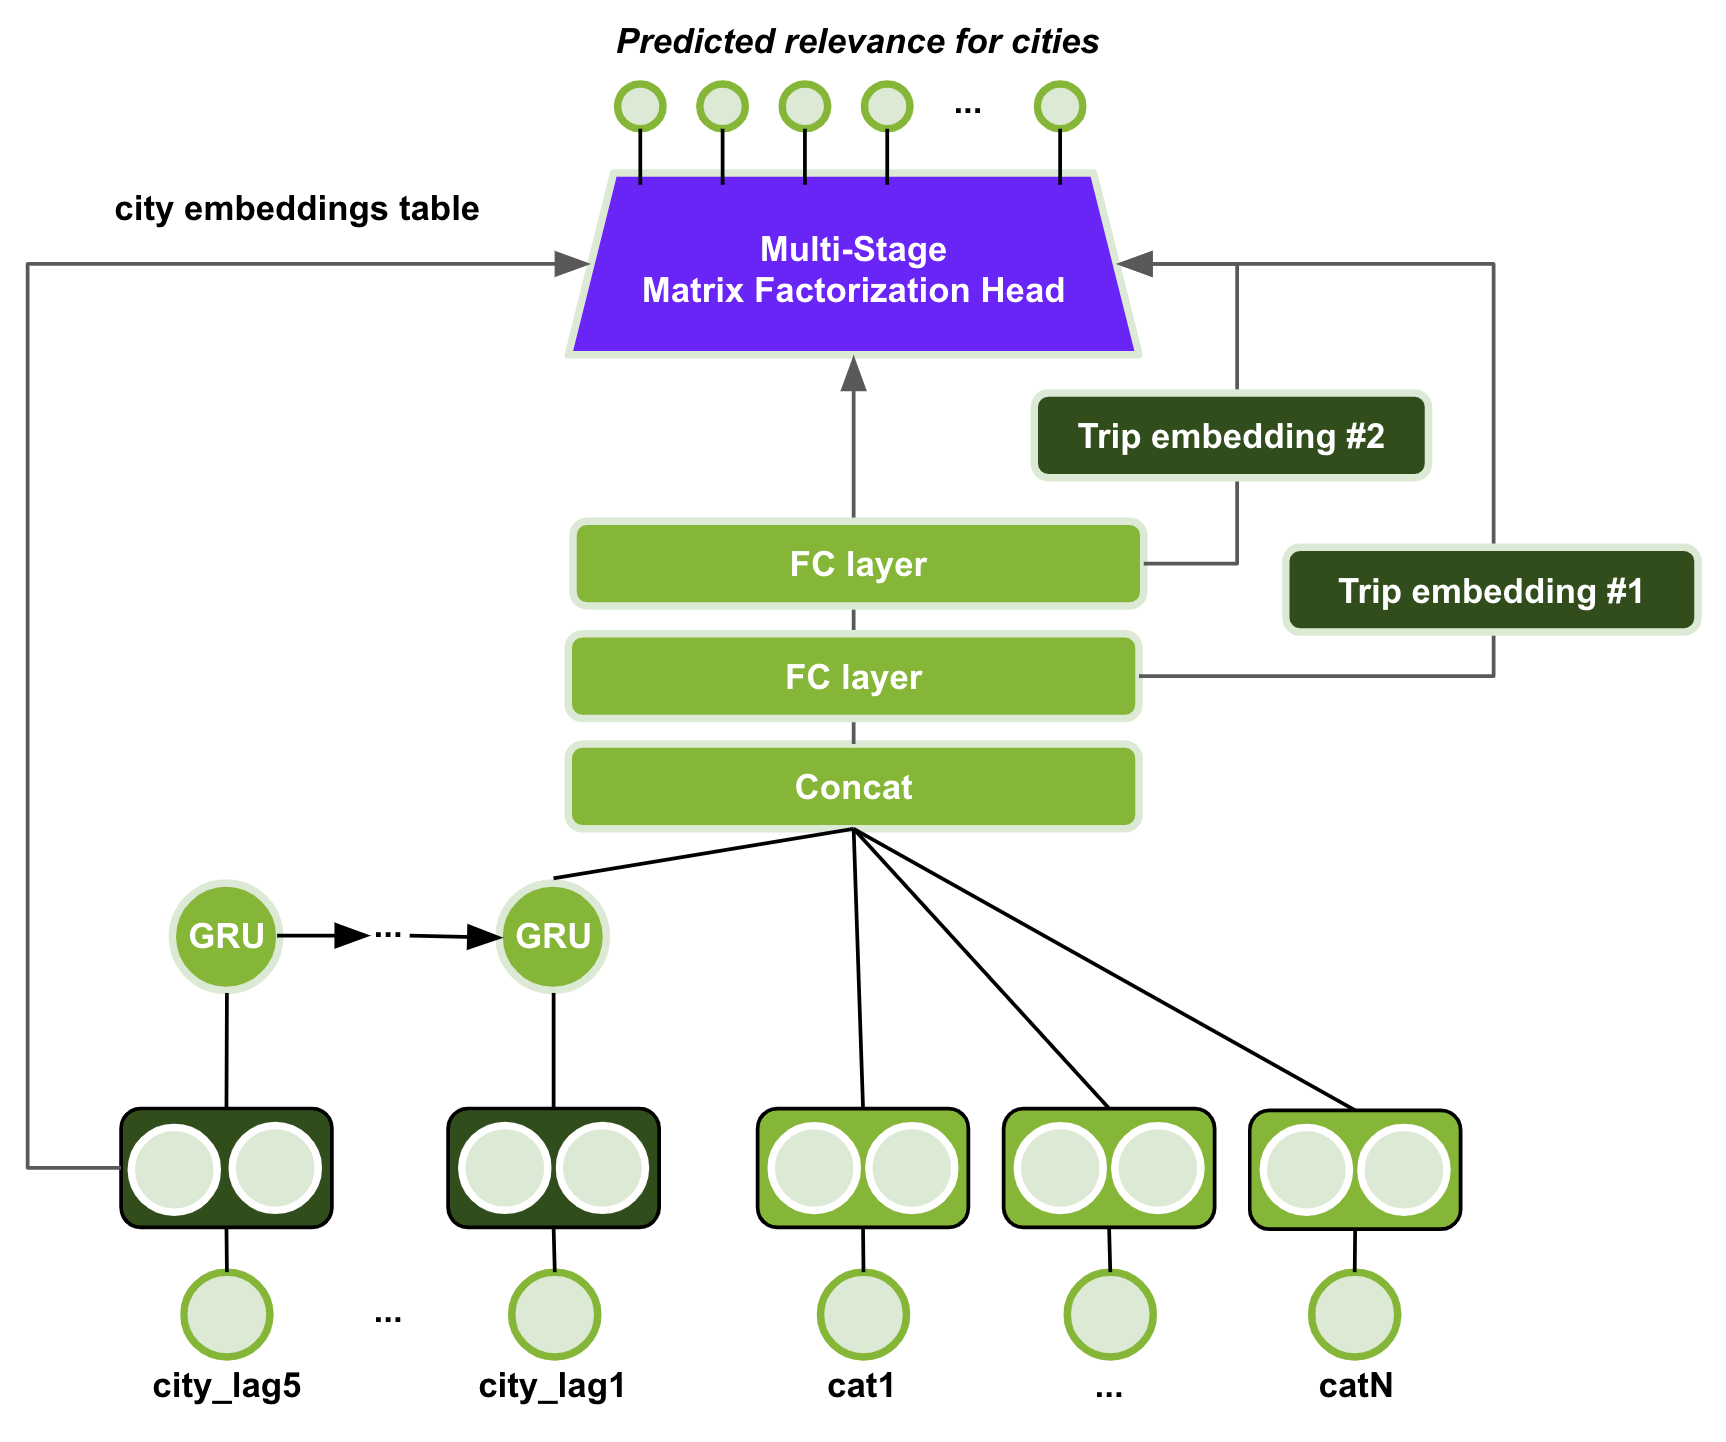 Predicted relevance for cities
...
city embeddings table
Multi-Stage
Matrix Factorization Head
Trip embedding #2
FC layer
Trip embedding #1
FC layer
Concat
GRU
...
GRU
...
city_lag5
city_lag1
cat1
...
catN